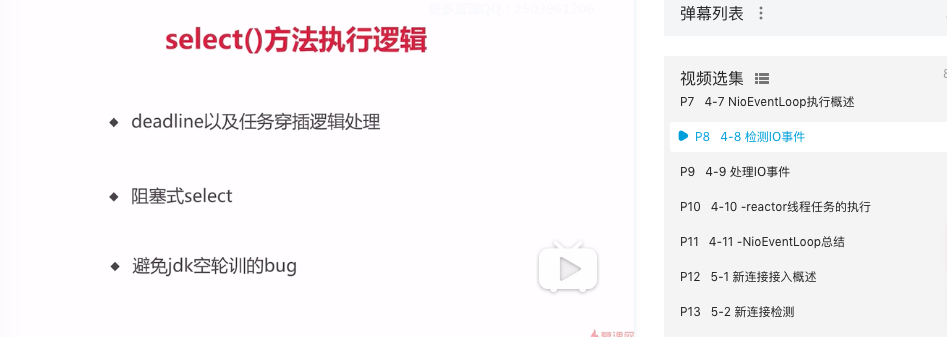 select()方法执行逻辑
deadline以及任务穿插逻辑处理
阻塞式select
避免jdk空轮训的bug
弹幕列表
视频选集
P7 4-7 NioEventLoop执行概述
P8 4-8 检测IO事件
P9 4-9 处理IO事件
P10 4-10 -reactor线程任务的执行
P11 4-11 -NioEventLoop总结
P12 5-1 新连接接入概述
P13 5-2 新连接检测